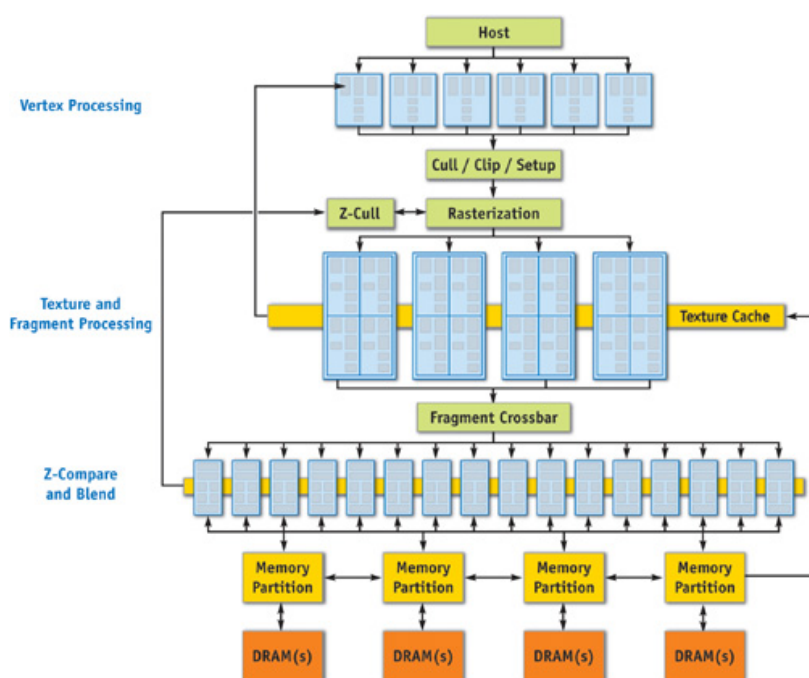 Host
Vertex Processing
Cull / Clip / Setup
Z-Cull
Rasterization
Texture and
Fragment Processing
Texture Cache
Fragment Crossbar
Z-Compare
and Blend
Memory
Partition
Memory
Partition
Memory
Partition
Memory
Partition
DRAM(s)
DRAM(s)
DRAM(s)
DRAM(s)